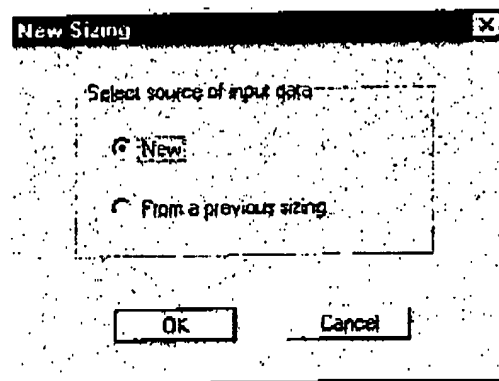 New Sizing
Select source of input data
New
From a previous sizing
OK
Cancel